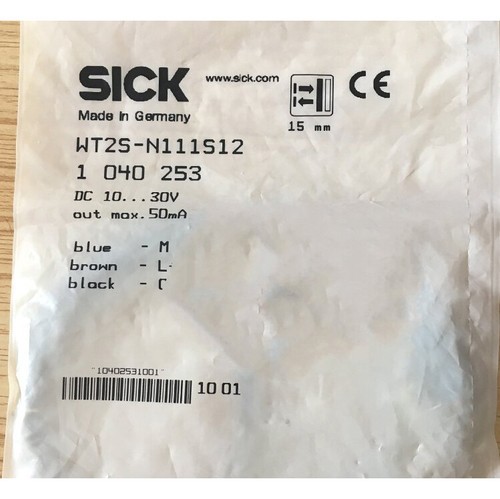 SICK www.sick.com CE
Made in Germany
15 mm
WT2S-N111S12
1 040 253
DC 10...30V
out max. 50mA
blue - M
brown - L-
black -
"10402531001"
10 01